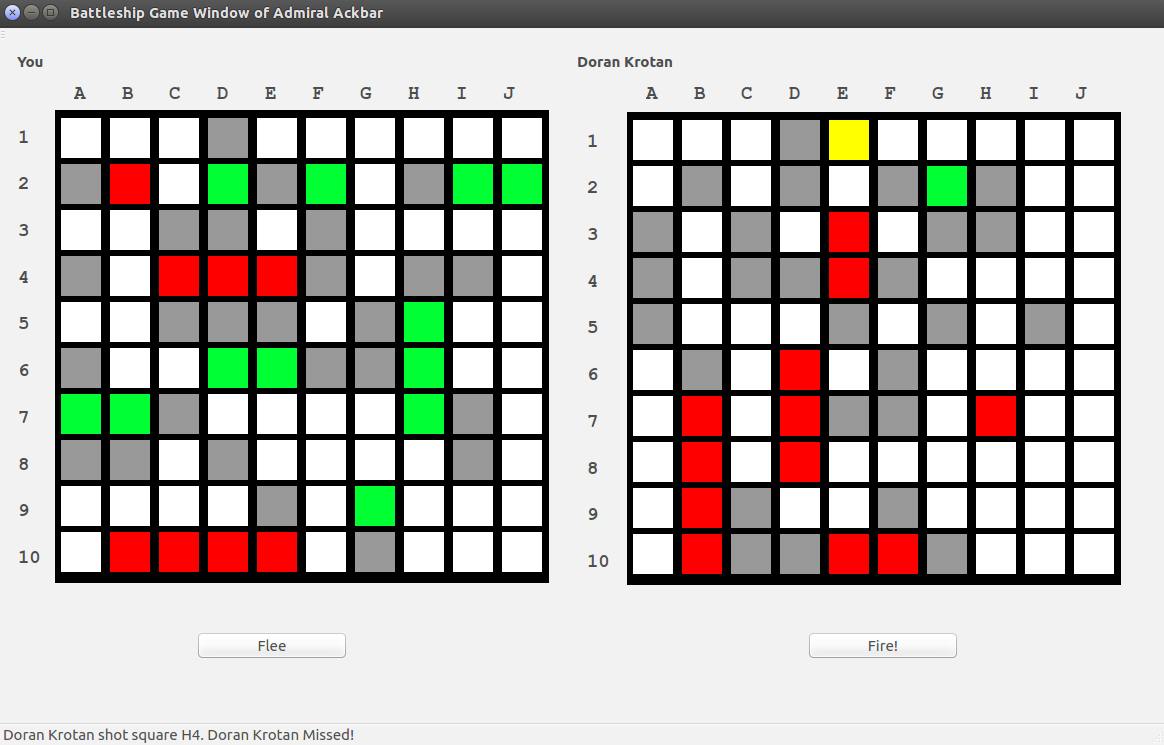 Battleship Game Window of Admiral Ackbar
You
Doran Krotan
A B C D E F G H I J
A B C D E F G H I J
1
2
3
4
5
6
7
8
9
10
1
2
3
4
5
6
7
8
9
10
Flee
Fire!
Doran Krotan shot square H4. Doran Krotan Missed!